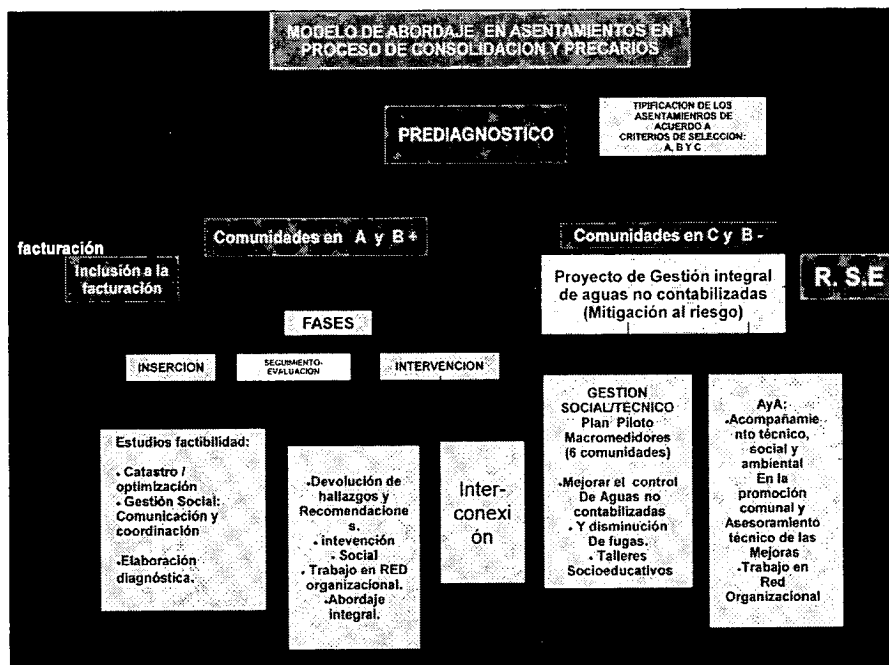 MODELO DE ABORDAJE EN ASENTAMIENTOS EN
PROCESO DE CONSOLIDACION Y PRECARIOS
PREDIAGNOSTICO
TIPIFICACION DE LOS
ASENTAMIENROS DE
ACUERDO A
CRITERIOS DE SELECCION:
A, B Y C
facturación
Inclusión a la
facturación
Comunidades en A y B +
Comunidades en C y B -
Proyecto de Gestión integral
de aguas no contabilizadas
(Mitigación al riesgo)
R. S.E
FASES
INSERCION
SEGUIMIENTO-
EVALUACION
INTERVENCION
Estudios factibilidad:
• Catastro /
optimización
• Gestión Social:
Comunicación y
coordinación
•Elaboración
diagnóstica.
•Devolución de
hallazgos y
Recomendacione
s.
• intevención
• Social
• Trabajo en RED
organizacional.
•Abordaje
integral.
Inter-
conexión
GESTION
SOCIAL/TECNICO
Plan Piloto
Macromedidores
(6 comunidades)
•Mejorar el control
De Aguas no
contabilizadas
• Y disminución
De fugas.
• Talleres
Socioeducativos
AyA:
•Acompañamie
nto técnico,
social y
ambiental
En la
promoción
comunal y
Asesoramiento
técnico de las
Mejoras
• Trabajo en
Red
Organizacional